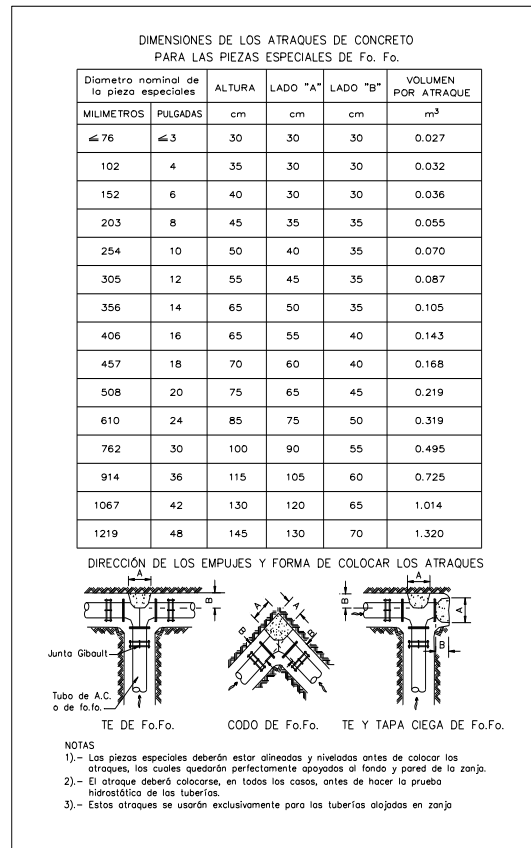 DIMENSIONES DE LOS ATRAQUES DE CONCRETO
PARA LAS PIEZAS ESPECIALES DE Fo. Fo.
Diametro nominal de la pieza especiales ALTURA LADO "A" LADO "B" VOLUMEN POR ATRAQUE
MILIMETROS PULGADAS cm cm cm m³
≤ 76 ≤ 3 30 30 30 0.027
102 4 35 30 30 0.032
152 6 40 30 30 0.036
203 8 45 35 35 0.055
254 10 50 40 35 0.070
305 12 55 45 35 0.087
356 14 65 50 35 0.105
406 16 65 55 40 0.143
457 18 70 60 40 0.168
508 20 75 65 45 0.219
610 24 85 75 50 0.319
762 30 100 90 55 0.495
914 36 115 105 60 0.725
1067 42 130 120 65 1.014
1219 48 145 130 70 1.320
DIRECCIÓN DE LOS EMPUJES Y FORMA DE COLOCAR LOS ATRAQUES
A
B
A
A
B
B
A
B
A
B
Junta Gibault
Tubo de A.C.
o de fo.fo.
TE DE Fo.Fo. CODO DE Fo.Fo. TE Y TAPA CIEGA DE Fo.Fo.
NOTAS
1).– Las piezas especiales deberán estar alineadas y niveladas antes de colocar los
atraques, los cuales quedarán perfectamente apoyados al fondo y pared de la zanja.
2).– El atraque deberá colocarse, en todos los casos, antes de hacer la prueba
hidrostática de las tuberías.
3).– Estos atraques se usarán exclusivamente para las tuberías alojadas en zanja